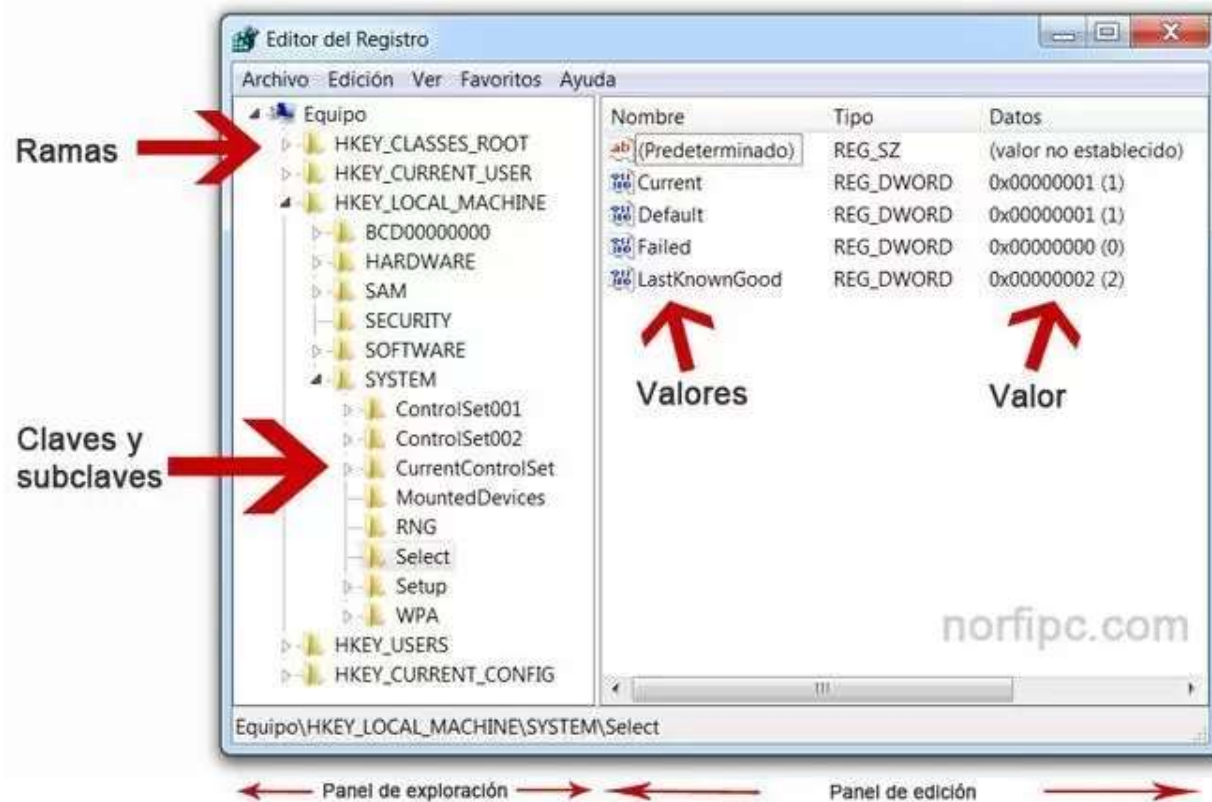 Editor del Registro
Archivo Edición Ver Favoritos Ayuda
Ramas
Equipo
HKEY_CLASSES_ROOT
HKEY_CURRENT_USER
HKEY_LOCAL_MACHINE
BCD00000000
HARDWARE
SAM
SECURITY
SOFTWARE
SYSTEM
Claves y
subclaves
ControlSet001
ControlSet002
CurrentControlSet
MountedDevices
RNG
Select
Setup
WPA
HKEY_USERS
HKEY_CURRENT_CONFIG
Nombre Tipo Datos
(Predeterminado) REG_SZ (valor no establecido)
Current REG_DWORD 0x00000001 (1)
Default REG_DWORD 0x00000001 (1)
Failed REG_DWORD 0x00000000 (0)
LastKnownGood REG_DWORD 0x00000002 (2)
Valores Valor
norfipc.com
Equipo\HKEY_LOCAL_MACHINE\SYSTEM\Select
Panel de exploración Panel de edición